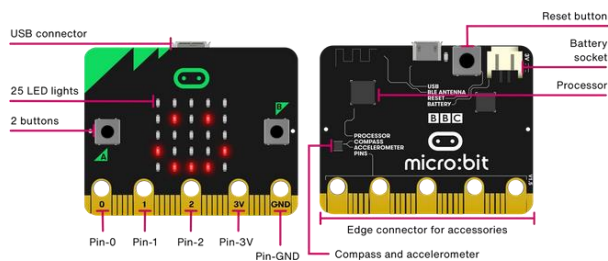 USB connector
25 LED lights
2 buttons
A
B
0 1 2 3V GND
Pin-0 Pin-1 Pin-2 Pin-3V
Pin-GND
Reset button
Battery socket
Processor
3V
USB
BLE ANTENNA
RESET
BATTERY
BBC
micro:bit
PROCESSOR
COMPASS
ACCELEROMETER
PINS
Edge connector for accessories
Compass and accelerometer